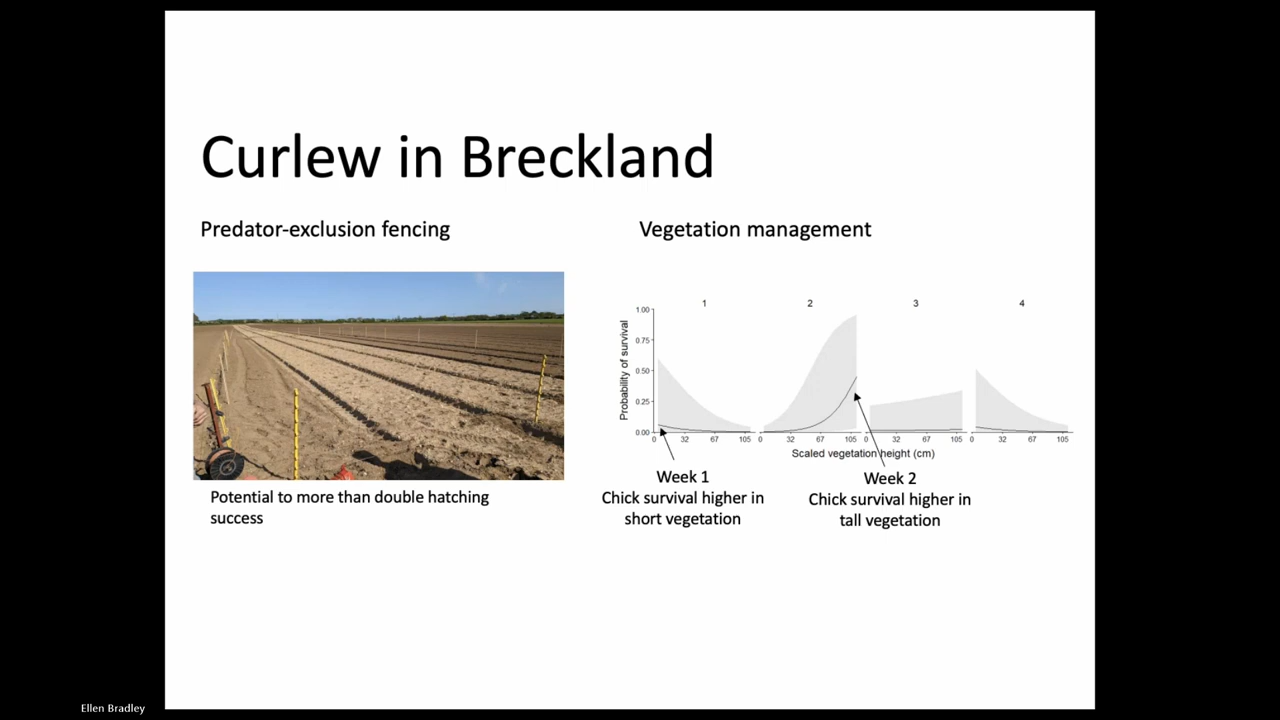 Curlew in Breckland
Predator-exclusion fencing
Potential to more than double hatching
success
Vegetation management
1 2 3 4
Probability of survival
1.00
0.75
0.50
0.25
0.00
0 32 67 105 0 32 67 105 0 32 67 105 0 32 67 105
Scaled vegetation height (cm)
Week 1
Chick survival higher in
short vegetation
Week 2
Chick survival higher in
tall vegetation
Ellen Bradley